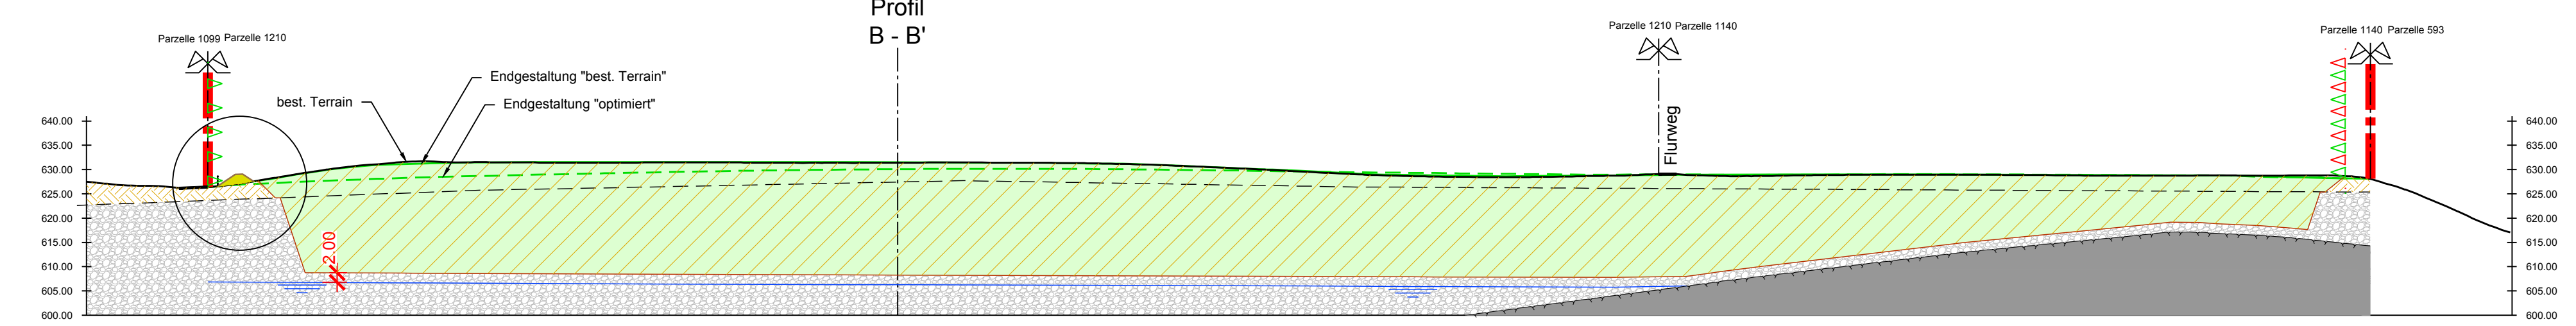 Profil
B - B'
Parzelle 1099 Parzelle 1210
Parzelle 1210 Parzelle 1140
Parzelle 1140 Parzelle 593
Endgestaltung "best. Terrain"
best. Terrain
Endgestaltung "optimiert"
Flurweg
2.00
640.00
635.00
630.00
625.00
620.00
615.00
610.00
605.00
600.00
640.00
635.00
630.00
625.00
620.00
615.00
610.00
605.00
600.00